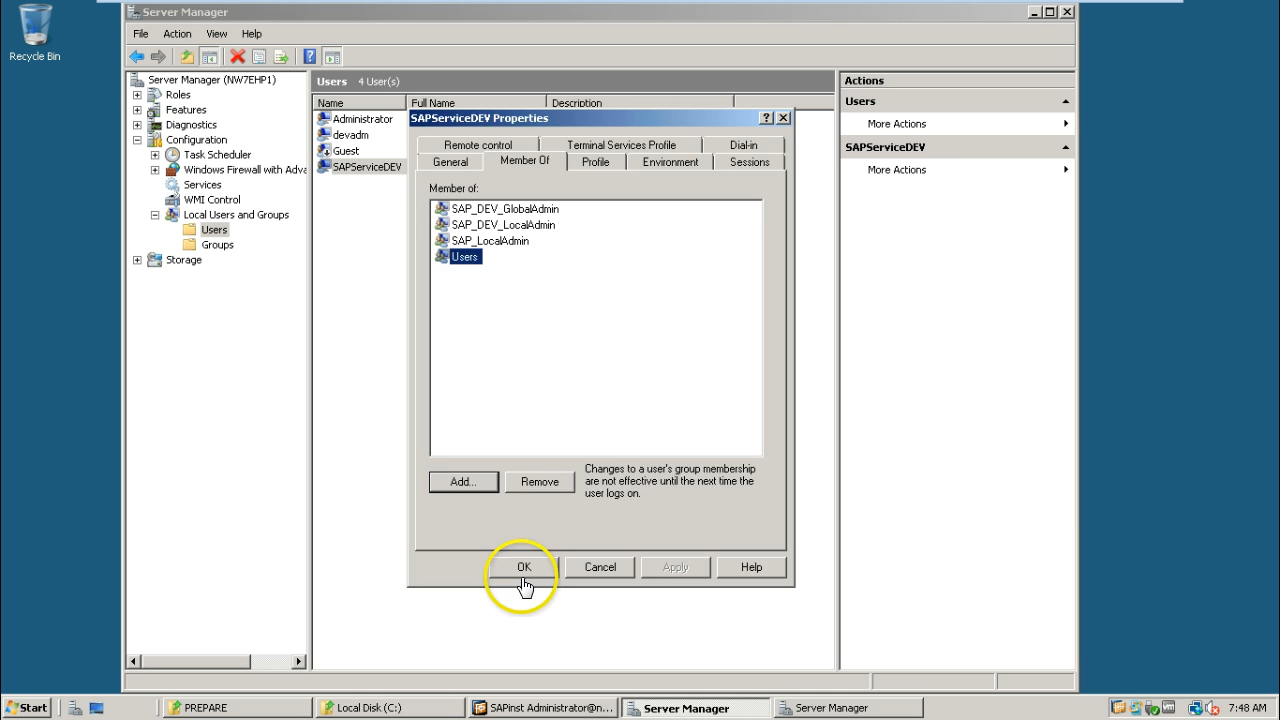 Server Manager
Recycle Bin
File Action View Help
Server Manager (NW7EHP1)
Roles
Features
Diagnostics
Configuration
Task Scheduler
Windows Firewall with Adva
Services
WMI Control
Local Users and Groups
Users
Groups
Storage
Users 4 User(s)
Name Full Name Description
Administrator
devadm
Guest
SAPServiceDEV
SAPServiceDEV Properties
Remote control Terminal Services Profile Dial-in
General Member Of Profile Environment Sessions
Member of:
SAP_DEV_GlobalAdmin
SAP_DEV_LocalAdmin
SAP_LocalAdmin
Users
Add... Remove
Changes to a user's group membership
are not effective until the next time the
user logs on.
OK Cancel Apply Help
Actions
Users
More Actions
SAPServiceDEV
More Actions
Start PREPARE Local Disk (C:) SAPinst Administrator@n... Server Manager Server Manager 7:48 AM